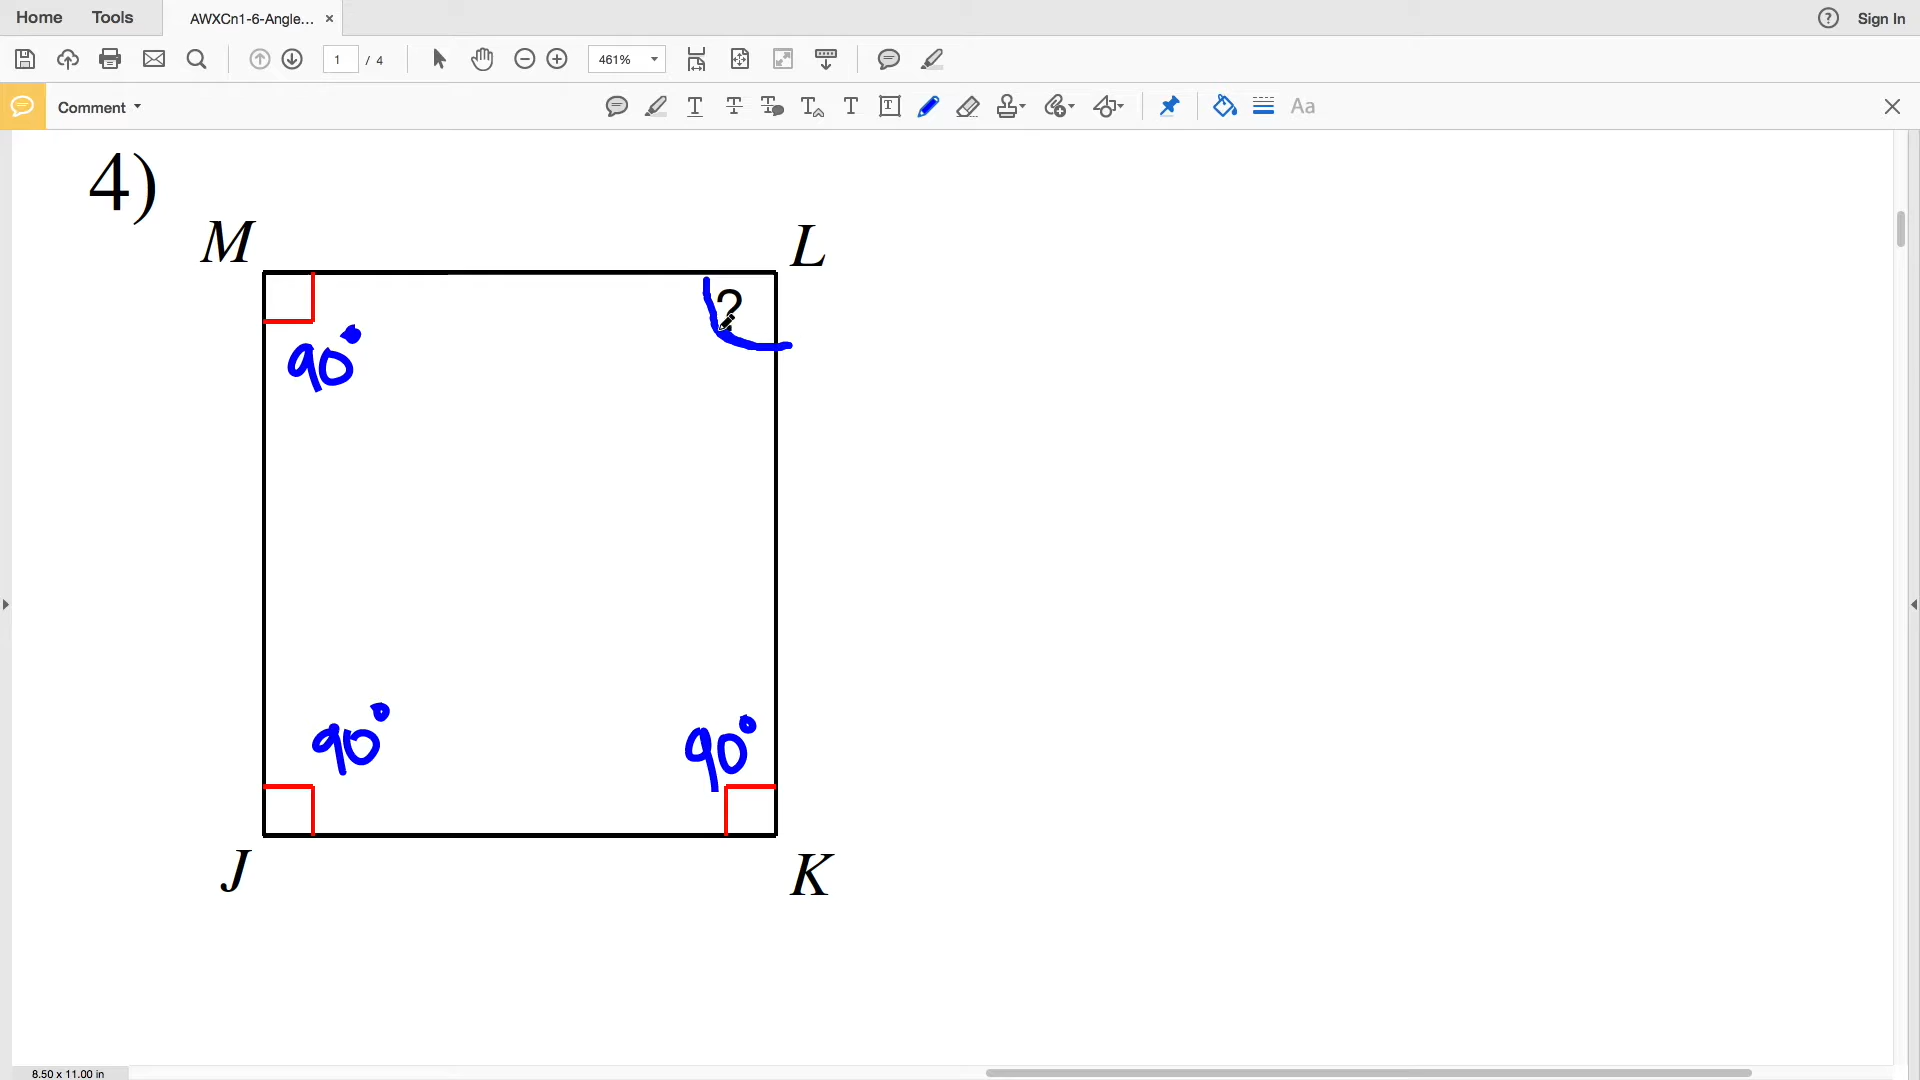 Home Tools AWXCn1-6-Angle... × ? Sign In
1 / 4 461%
Comment T T T T T T Aa
4)
M L
?
90°
90° 90°
J K
8.50 x 11.00 in